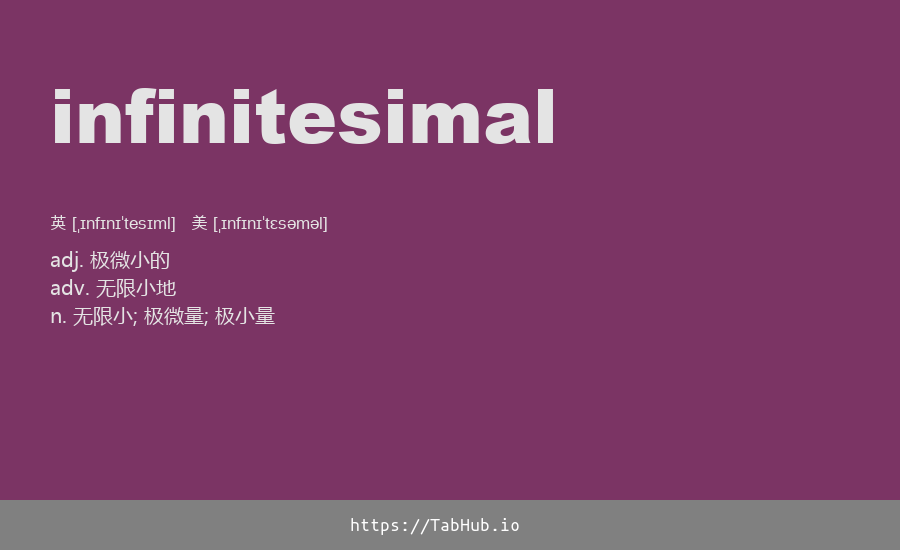 infinitesimal
英 [ˌɪnfɪnɪˈtesɪml] 美 [ˌɪnfɪnɪˈtɛsəməl]
adj. 极微小的
adv. 无限小地
n. 无限小; 极微量; 极小量
https://TabHub.io